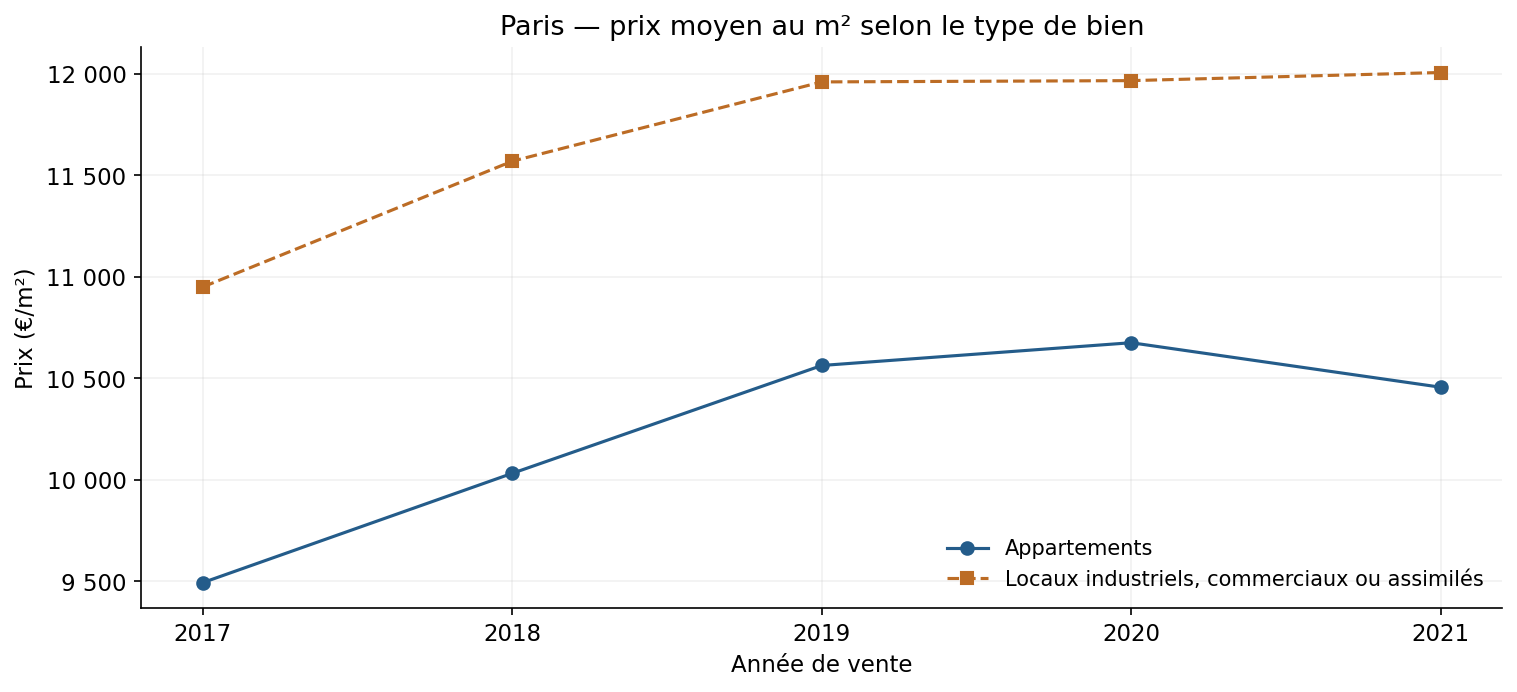 Paris — prix moyen au m² selon le type de bien
Prix (€/m²)
12 000
11 500
11 000
10 500
10 000
9 500
Appartements
Locaux industriels, commerciaux ou assimilés
2017 2018 2019 2020 2021
Année de vente